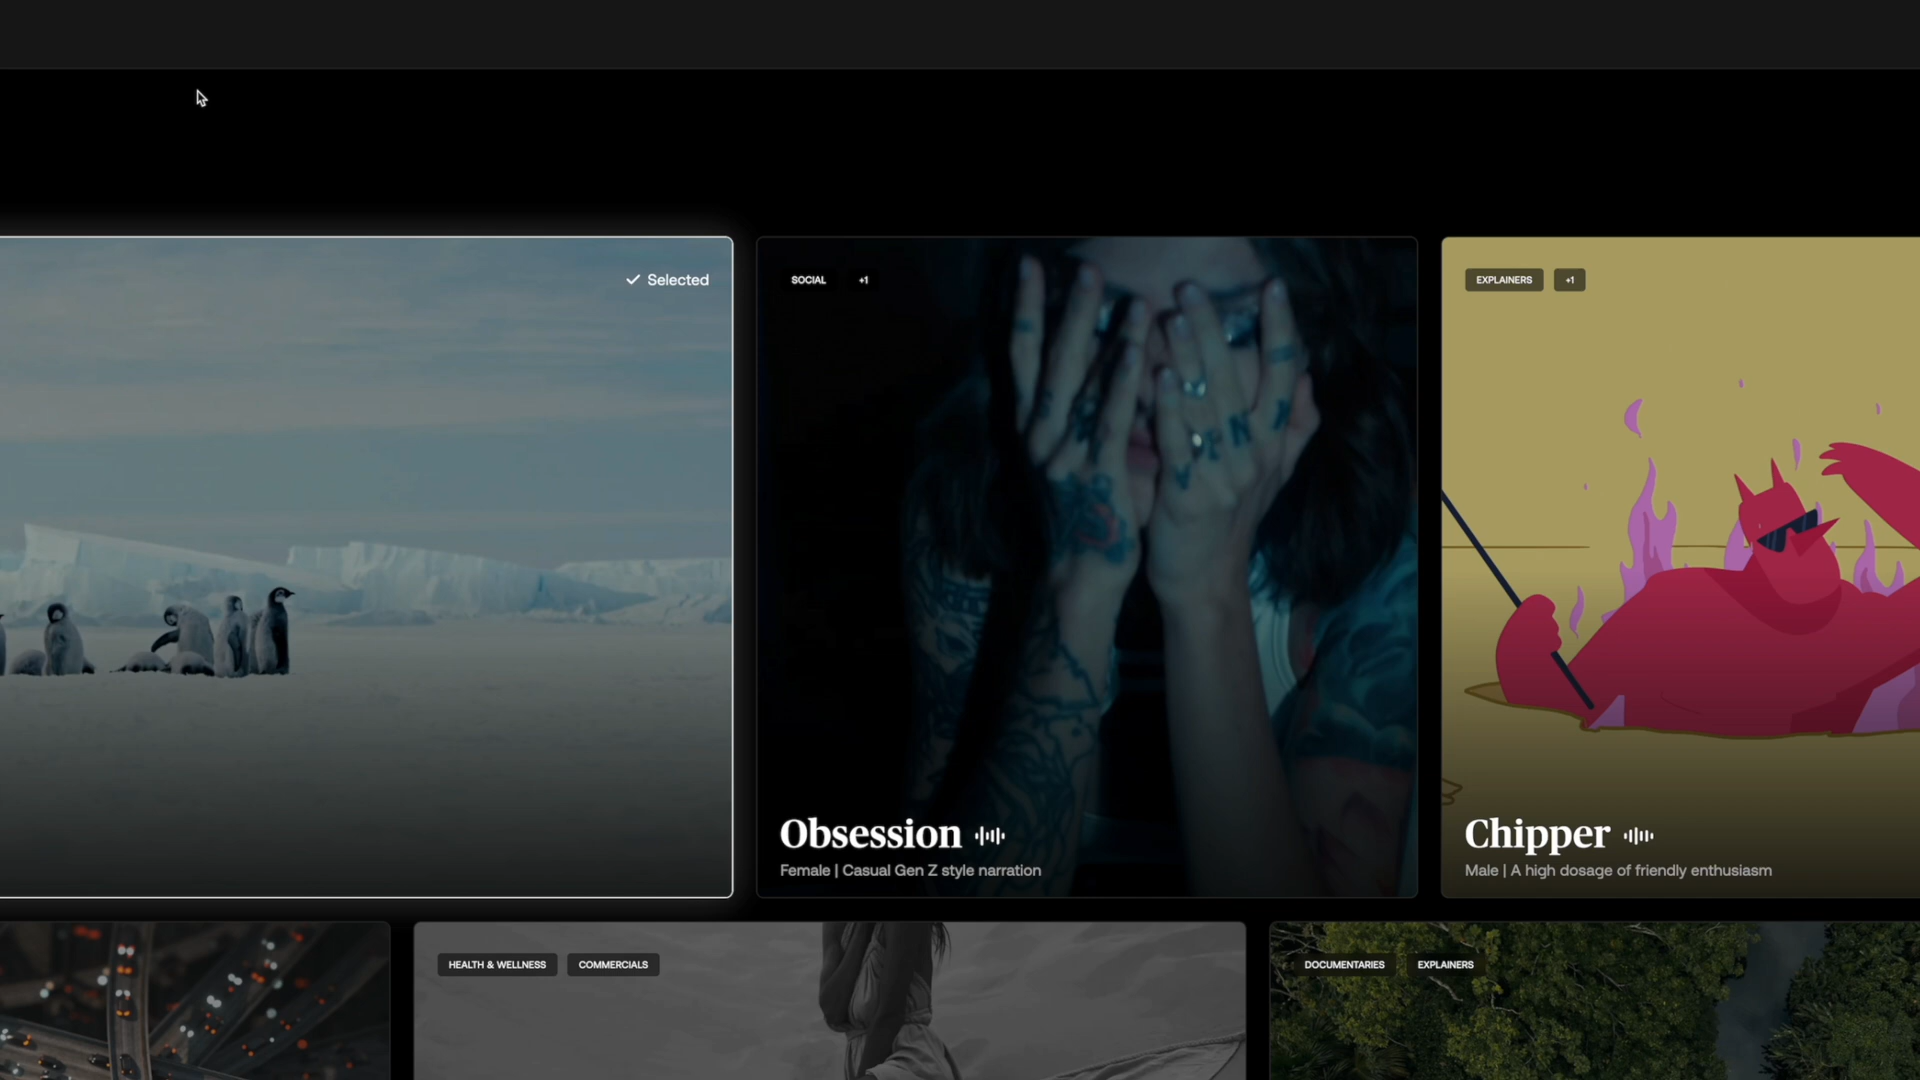 Selected
SOCIAL +1
EXPLAINERS +1
Obsession
Female | Casual Gen Z style narration
Chipper
Male | A high dosage of friendly enthusiasm
HEALTH & WELLNESS COMMERCIALS
DOCUMENTARIES EXPLAINERS